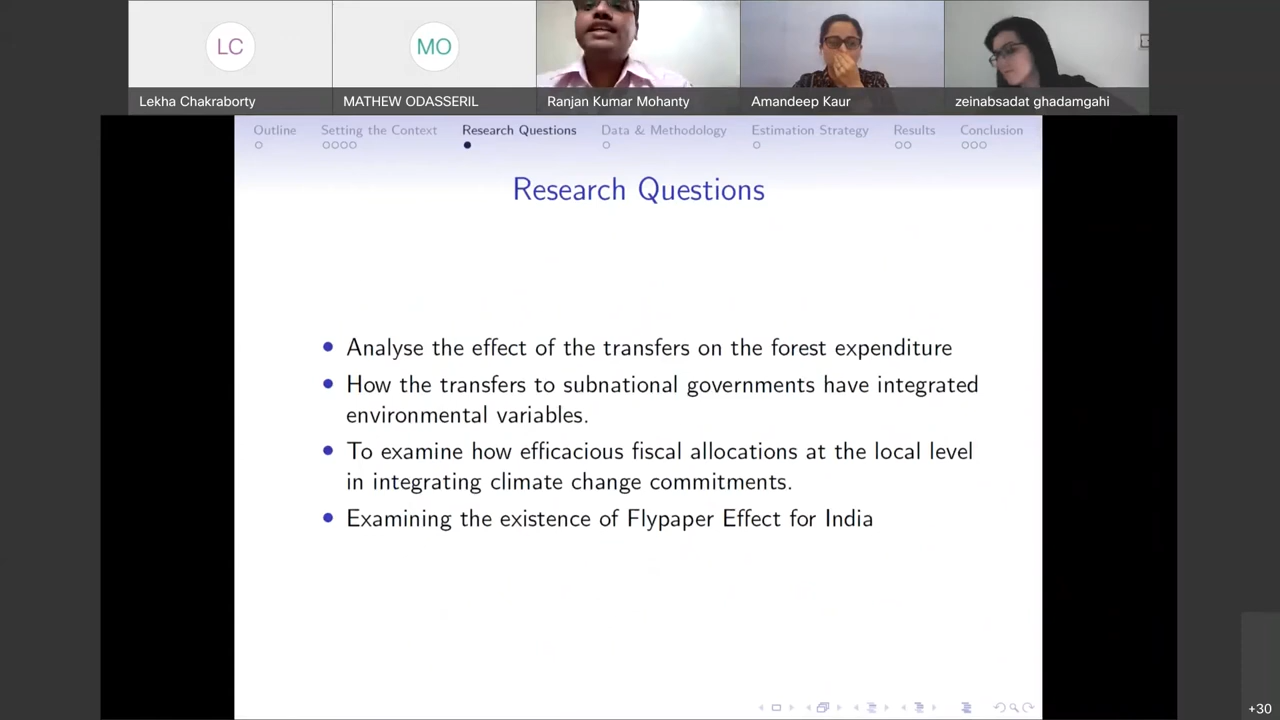 LC
MO
Lekha Chakraborty
MATHEW ODASSERIL
Ranjan Kumar Mohanty
Amandeep Kaur
zeinabsadat ghadamgahi
Outline
Setting the Context
Research Questions
Data & Methodology
Estimation Strategy
Results
Conclusion
Research Questions
Analyse the effect of the transfers on the forest expenditure
How the transfers to subnational governments have integrated
environmental variables.
To examine how efficacious fiscal allocations at the local level
in integrating climate change commitments.
Examining the existence of Flypaper Effect for India
+30